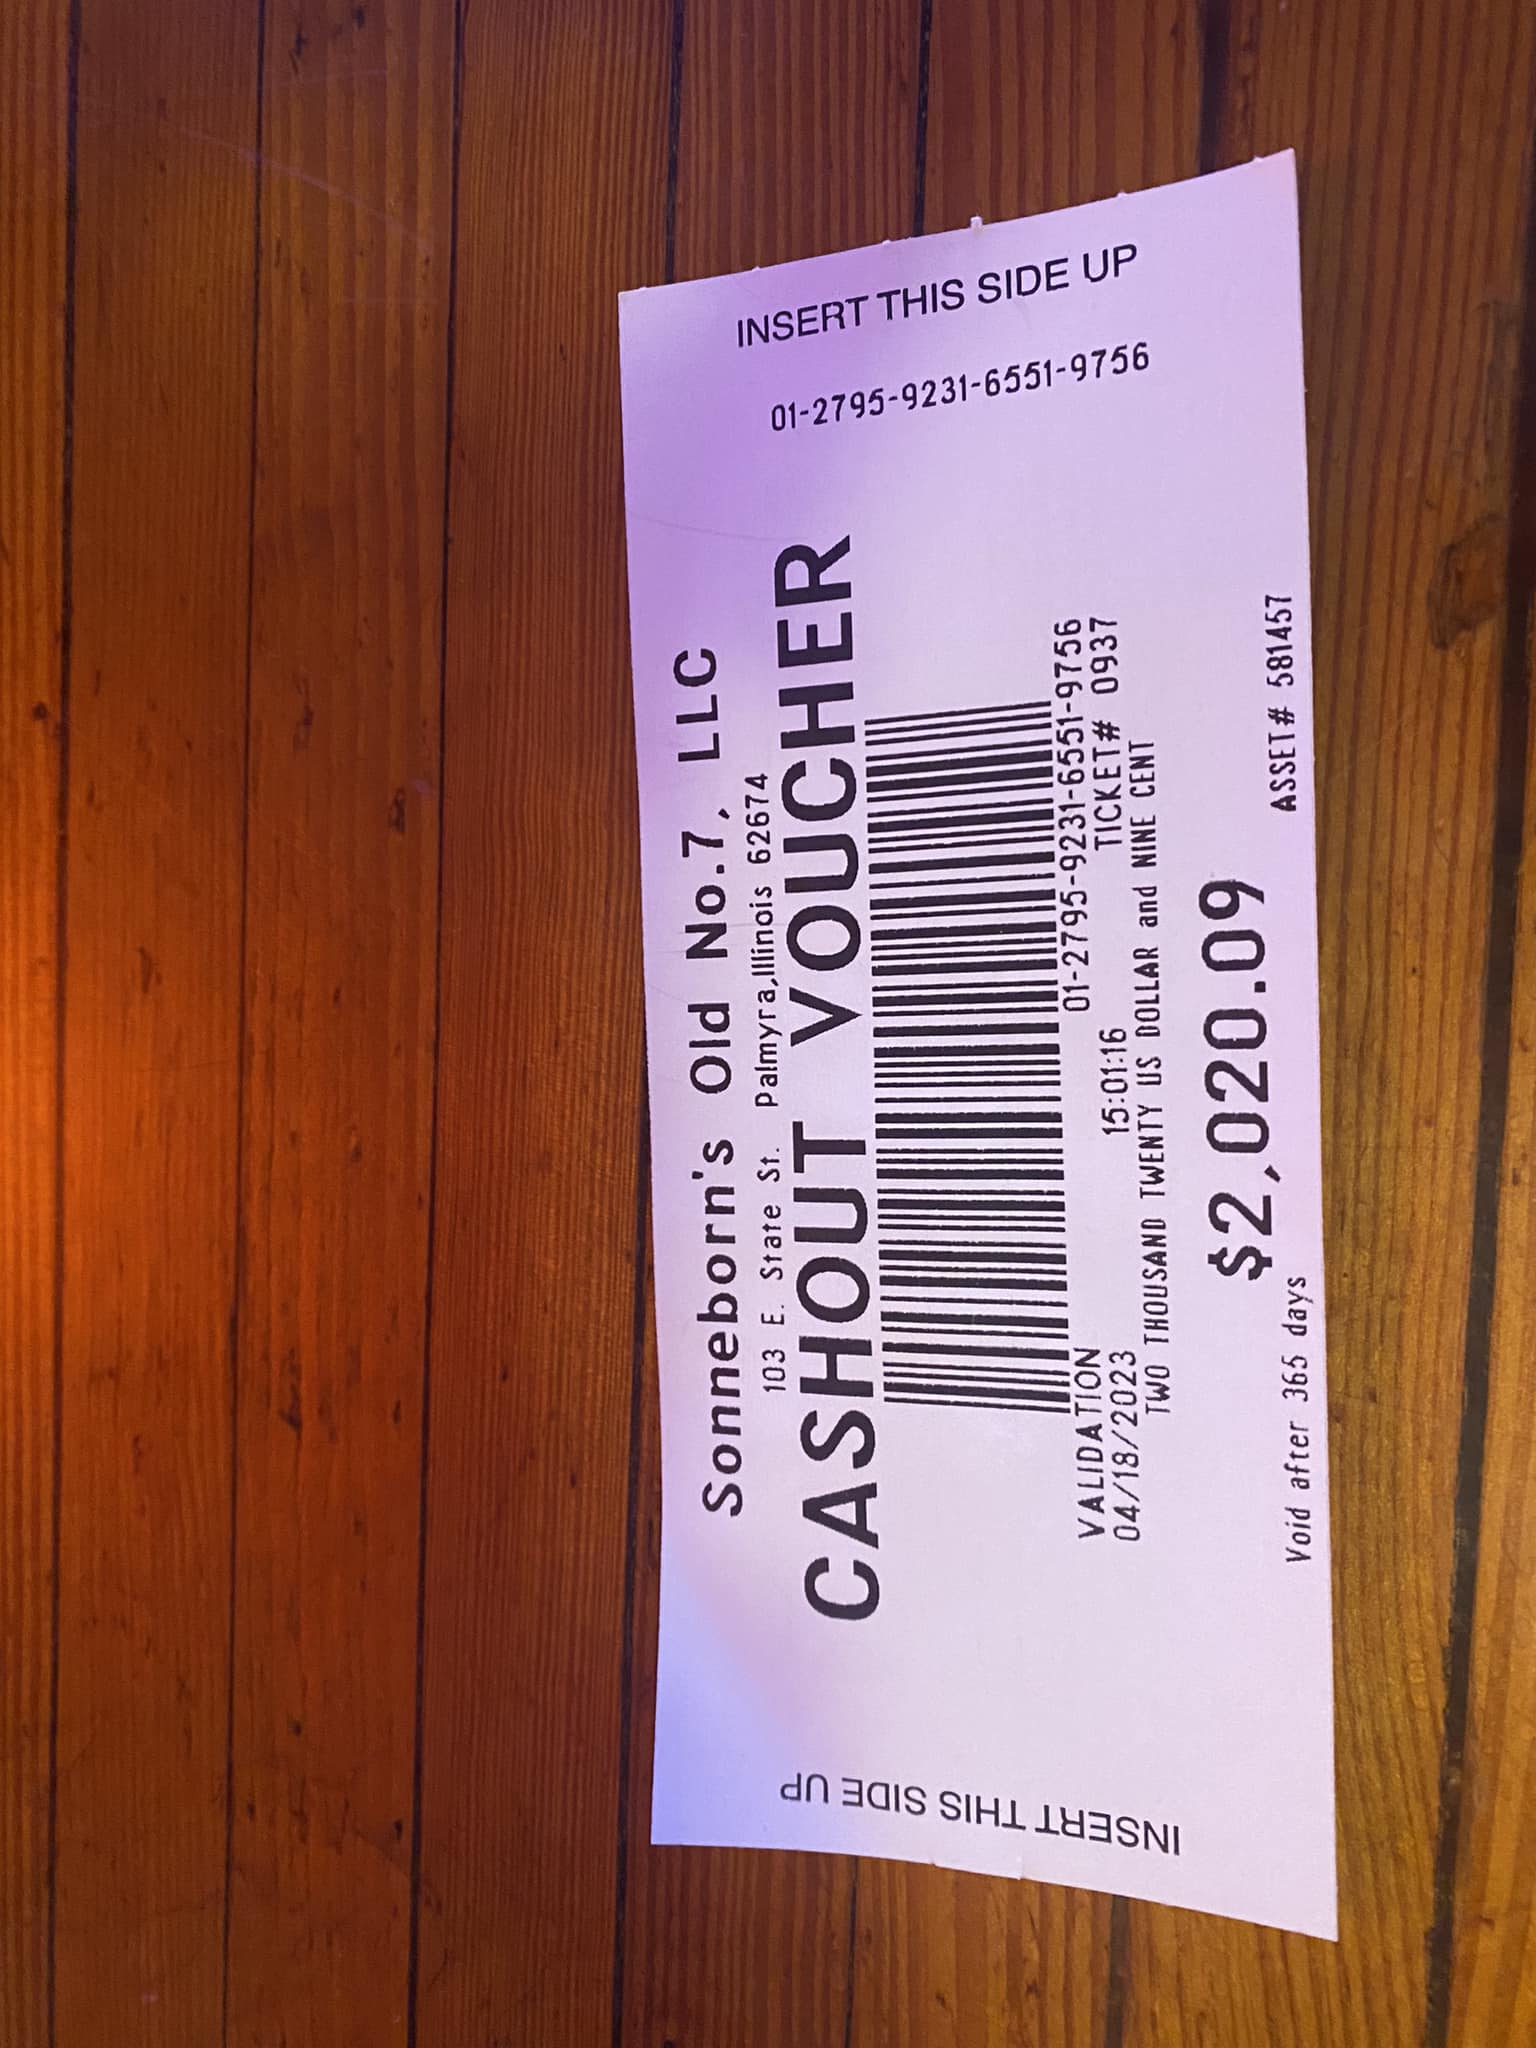 INSERT THIS SIDE UP
Sonneborn's Old No.7, LLC
103 E. State St. Palmyra,Illinois 62674
CASHOUT VOUCHER
01-2795-9231-6551-9756
VALIDATION 01-2795-9231-6551-9756
04/18/2023 15:01:16 TICKET# 0937
TWO THOUSAND TWENTY US DOLLAR and NINE CENT
$2,020.09
Void after 365 days ASSET# 581457
INSERT THIS SIDE UP